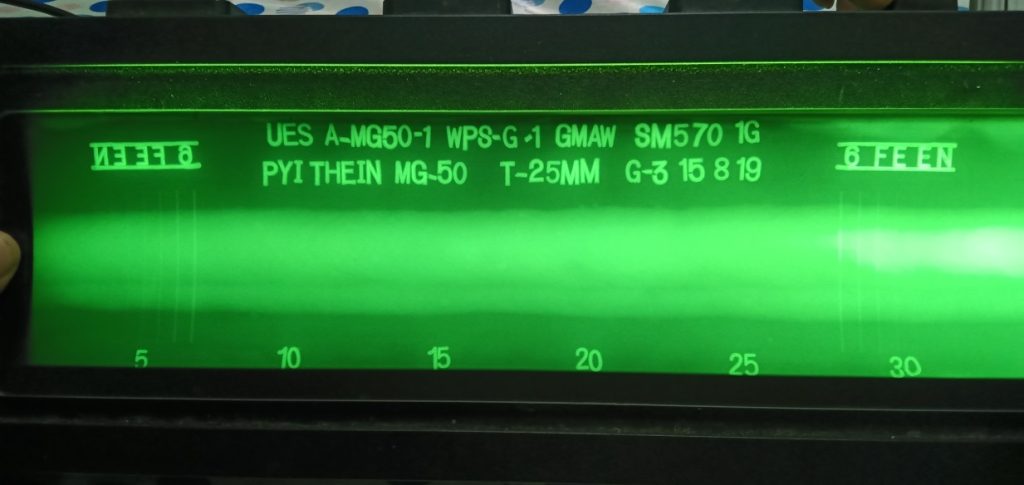 UES A-MG50-1 WPS-G-1 GMAW SM570 1G
PYI THEIN MG-50 T-25MM G-3 15 8 19
6 FE EN
6 FE EN
5 10 15 20 25 30